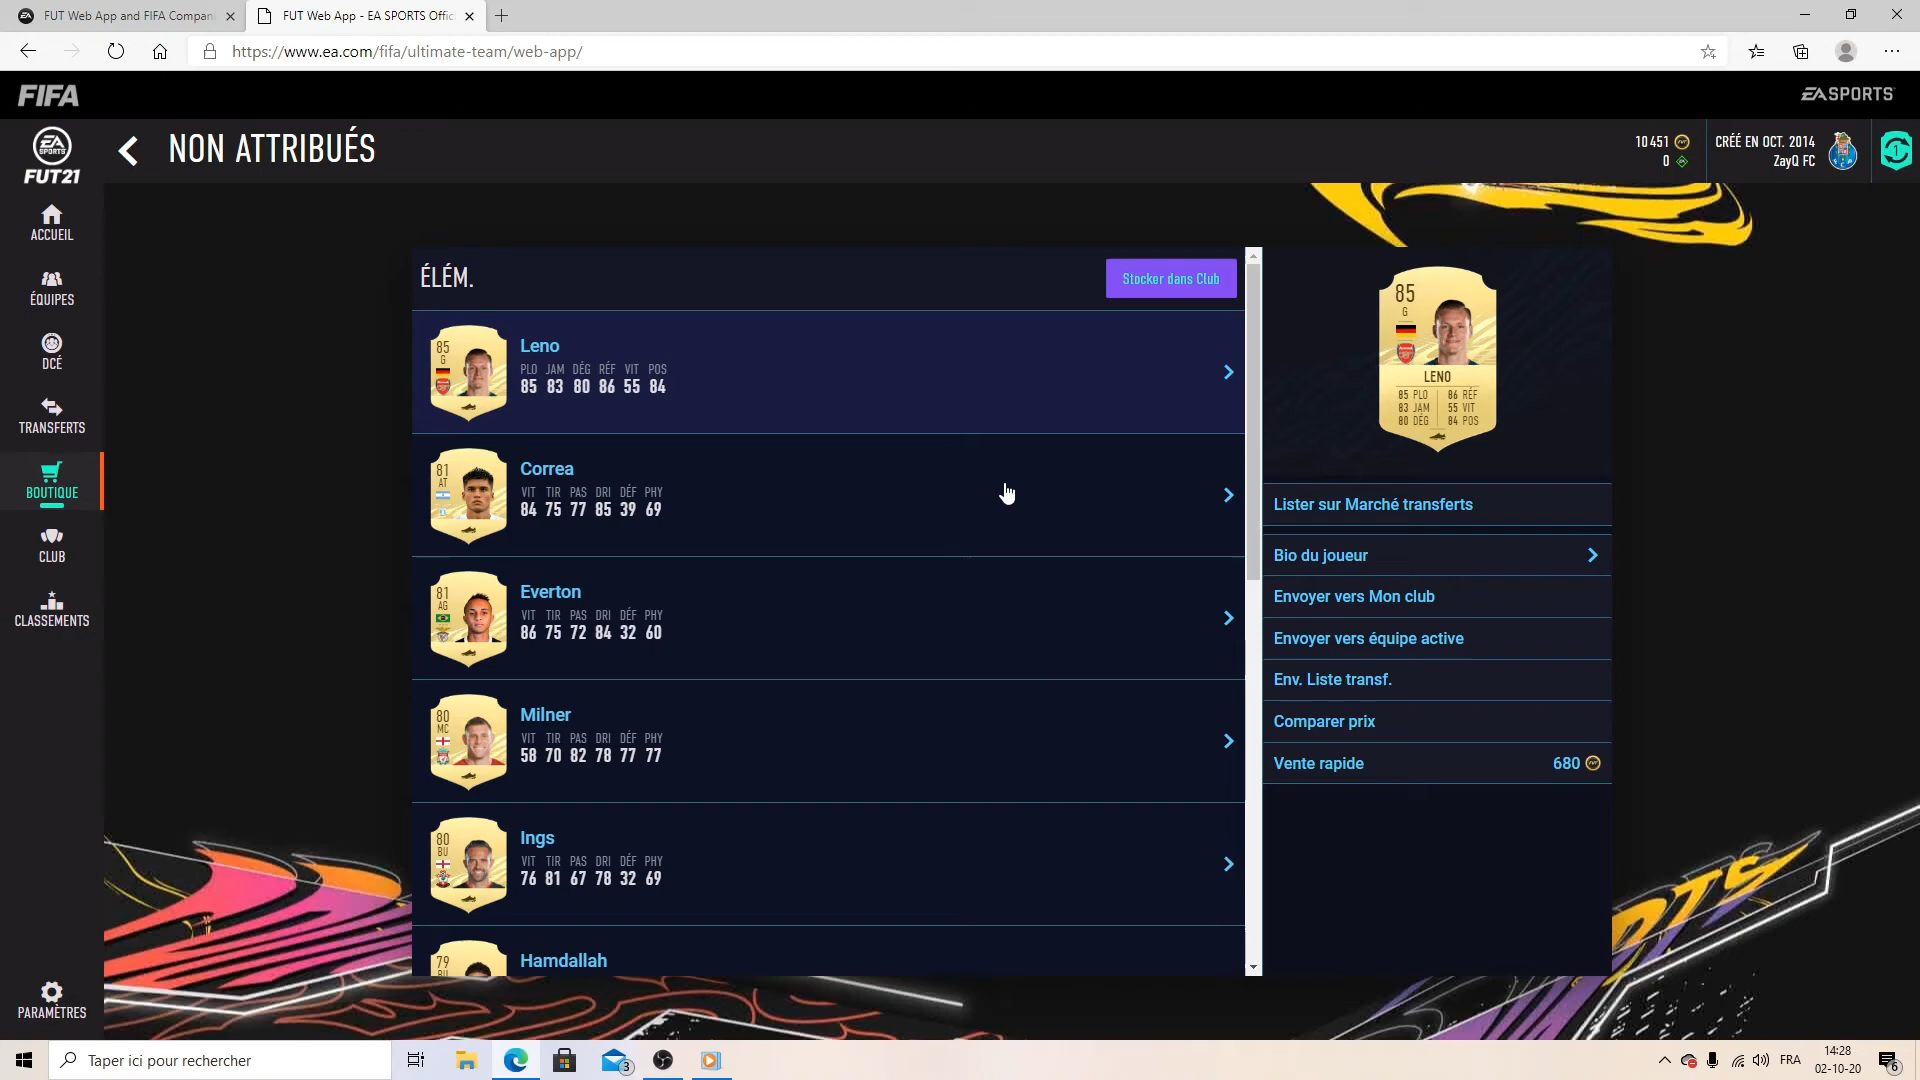 FUT Web App and FIFA Compan
FUT Web App - EA SPORTS Offic
https://www.ea.com/fifa/ultimate-team/web-app/
FIFA
EA SPORTS
EA SPORTS
FUT21
NON ATTRIBUÉS
10 451
0
CRÉÉ EN OCT. 2014
ZayQ FC
1
ACCUEIL
ÉQUIPES
DCÉ
TRANSFERTS
BOUTIQUE
CLUB
CLASSEMENTS
PARAMÈTRES
ÉLÉM.
Stocker dans Club
85
G
Leno
PLO JAM DÉG RÉF VIT POS
85 83 80 86 55 84
81
AT
Correa
VIT TIR PAS DRI DÉF PHY
84 75 77 85 39 69
81
AG
Everton
VIT TIR PAS DRI DÉF PHY
86 75 72 84 32 60
80
MC
Milner
VIT TIR PAS DRI DÉF PHY
58 70 82 78 77 77
80
BU
Ings
VIT TIR PAS DRI DÉF PHY
76 81 67 78 32 69
79
BU
Hamdallah
85
G
LENO
85 PLO 86 RÉF
83 JAM 55 VIT
80 DÉG 84 POS
Lister sur Marché transferts
Bio du joueur
Envoyer vers Mon club
Envoyer vers équipe active
Env. Liste transf.
Comparer prix
Vente rapide 680
Taper ici pour rechercher
3
FRA
14:28
02-10-20
6